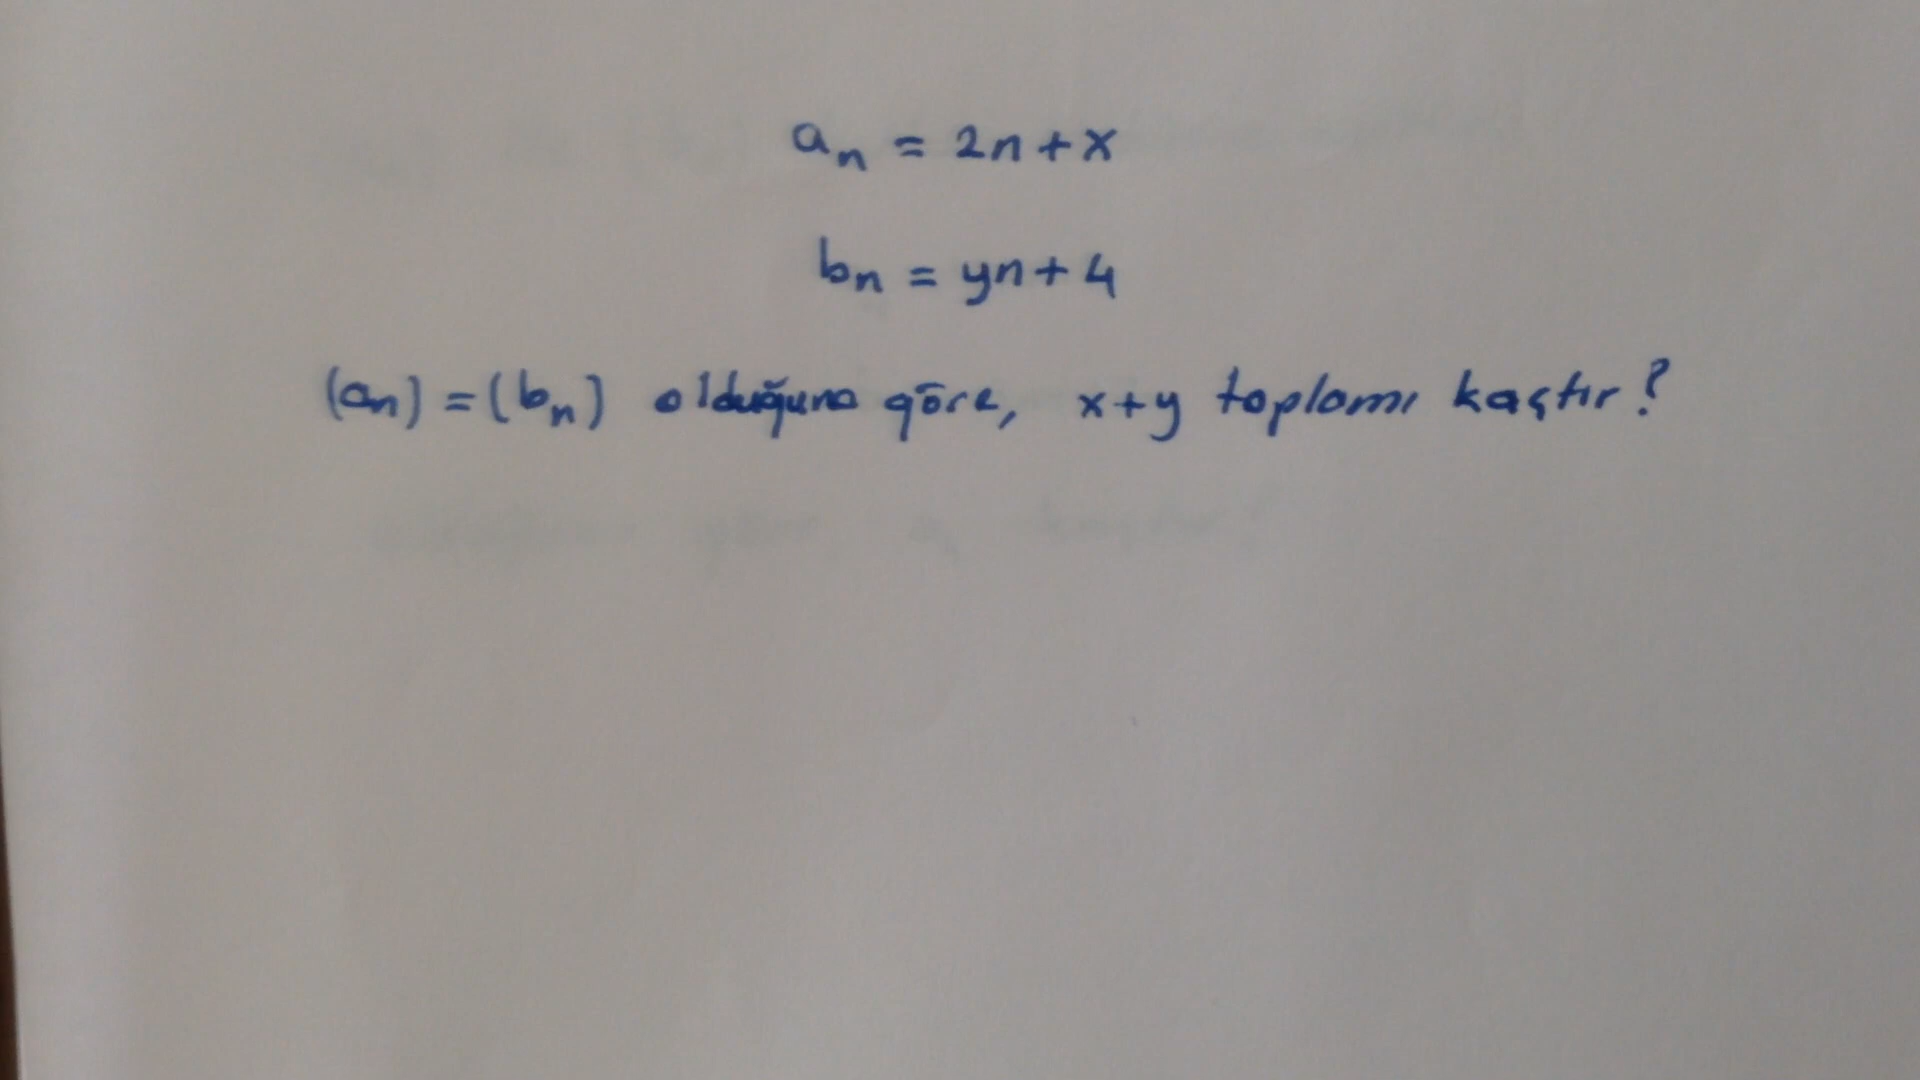 aₙ = 2n + x
bₙ = yn + 4
(aₙ) = (bₙ) olduğuna göre, x+y toplamı kaçtır?